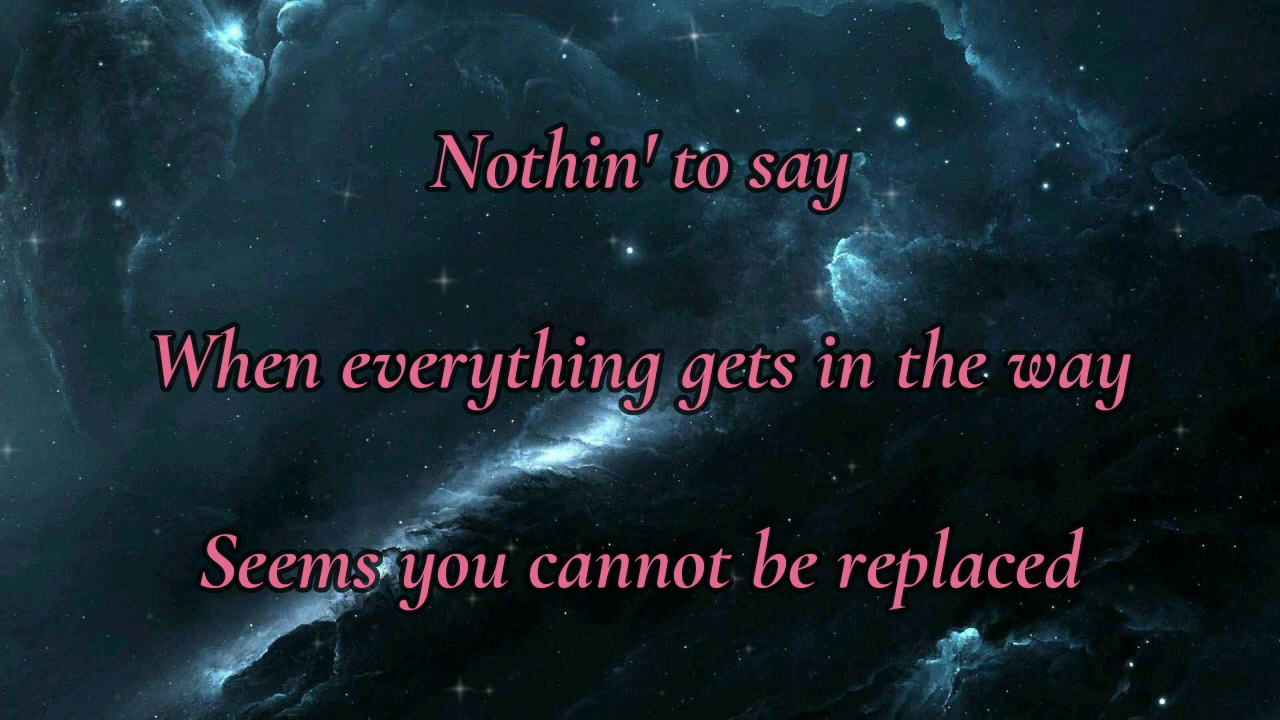 Nothin' to say
When everything gets in the way
Seems you cannot be replaced